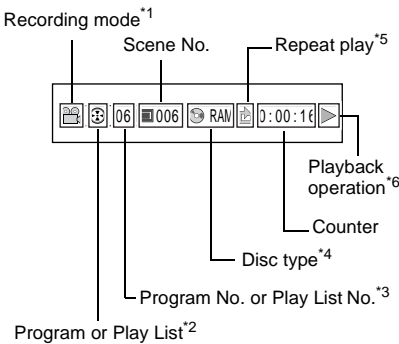 Recording mode*1
Scene No.
Repeat play*5
06 006 RAM 0:00:16
Playback
operation*6
Counter
Disc type*4
Program No. or Play List No.*3
Program or Play List*2